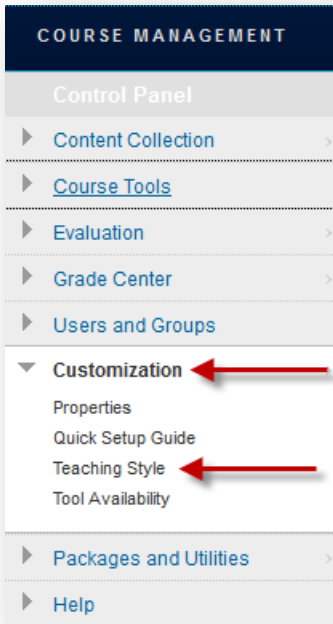 COURSE MANAGEMENT
Control Panel
Content Collection
Course Tools
Evaluation
Grade Center
Users and Groups
Customization
Properties
Quick Setup Guide
Teaching Style
Tool Availability
Packages and Utilities
Help